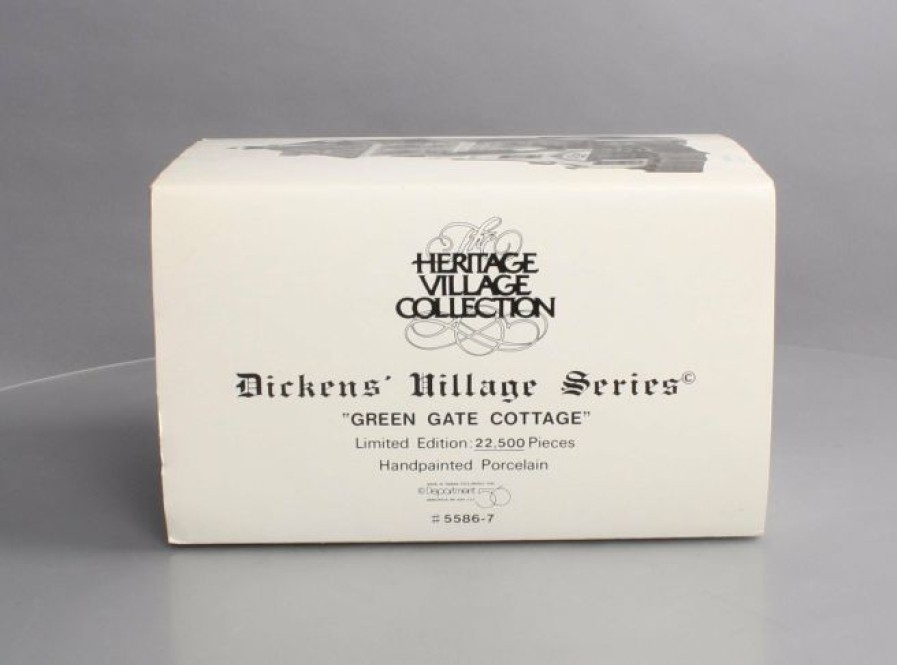 The
HERITAGE
VILLAGE
COLLECTION
Dickens' Village Series©
"GREEN GATE COTTAGE"
Limited Edition: 22,500 Pieces
Handpainted Porcelain
© Department 56
# 5586-7